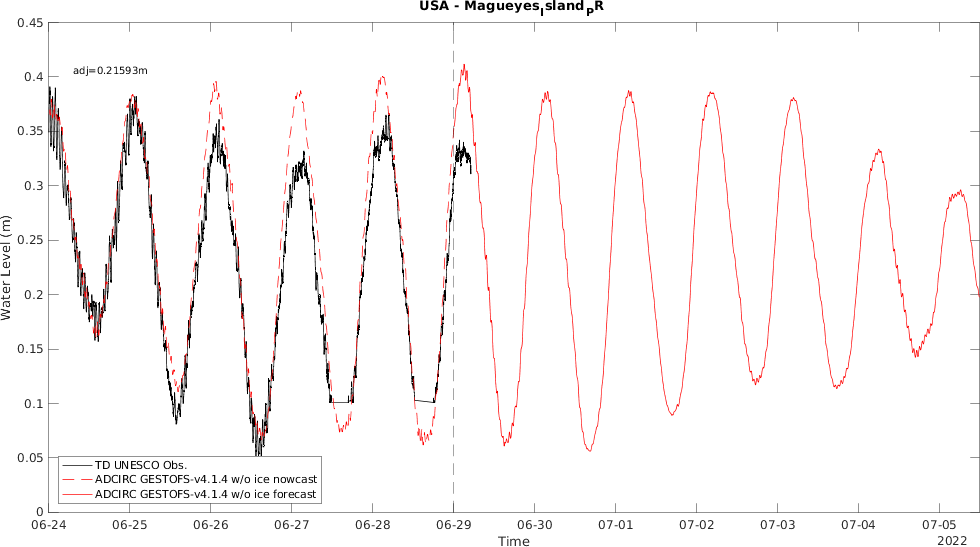 USA - MagueyesIslandPR
0.45
0.4
0.35
0.3
0.25
0.2
0.15
0.1
0.05
0
Water Level (m)
adj=0.21593m
TD UNESCO Obs.
ADCIRC GESTOFS-v4.1.4 w/o ice nowcast
ADCIRC GESTOFS-v4.1.4 w/o ice forecast
06-24 06-25 06-26 06-27 06-28 06-29 06-30 07-01 07-02 07-03 07-04 07-05
Time
2022